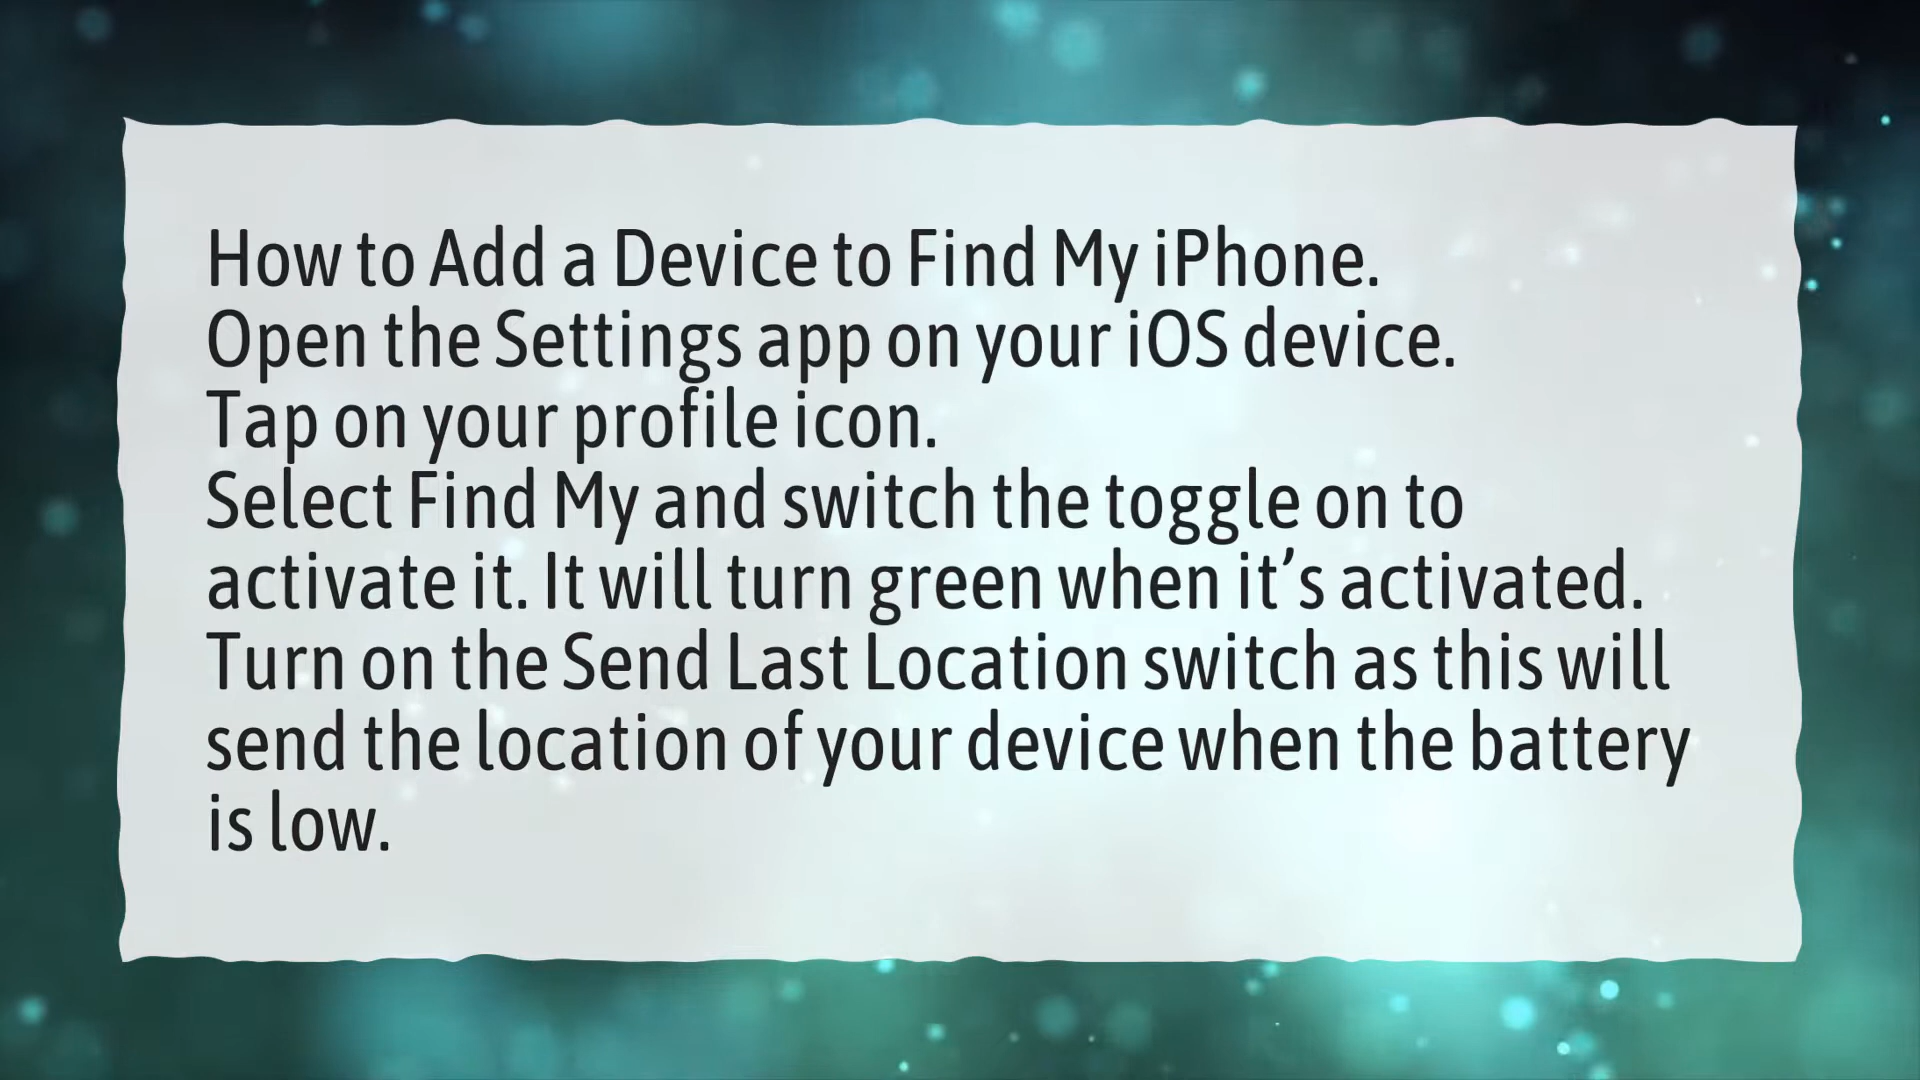 How to Add a Device to Find My iPhone.
Open the Settings app on your iOS device.
Tap on your profile icon.
Select Find My and switch the toggle on to
activate it. It will turn green when it’s activated.
Turn on the Send Last Location switch as this will
send the location of your device when the battery
is low.